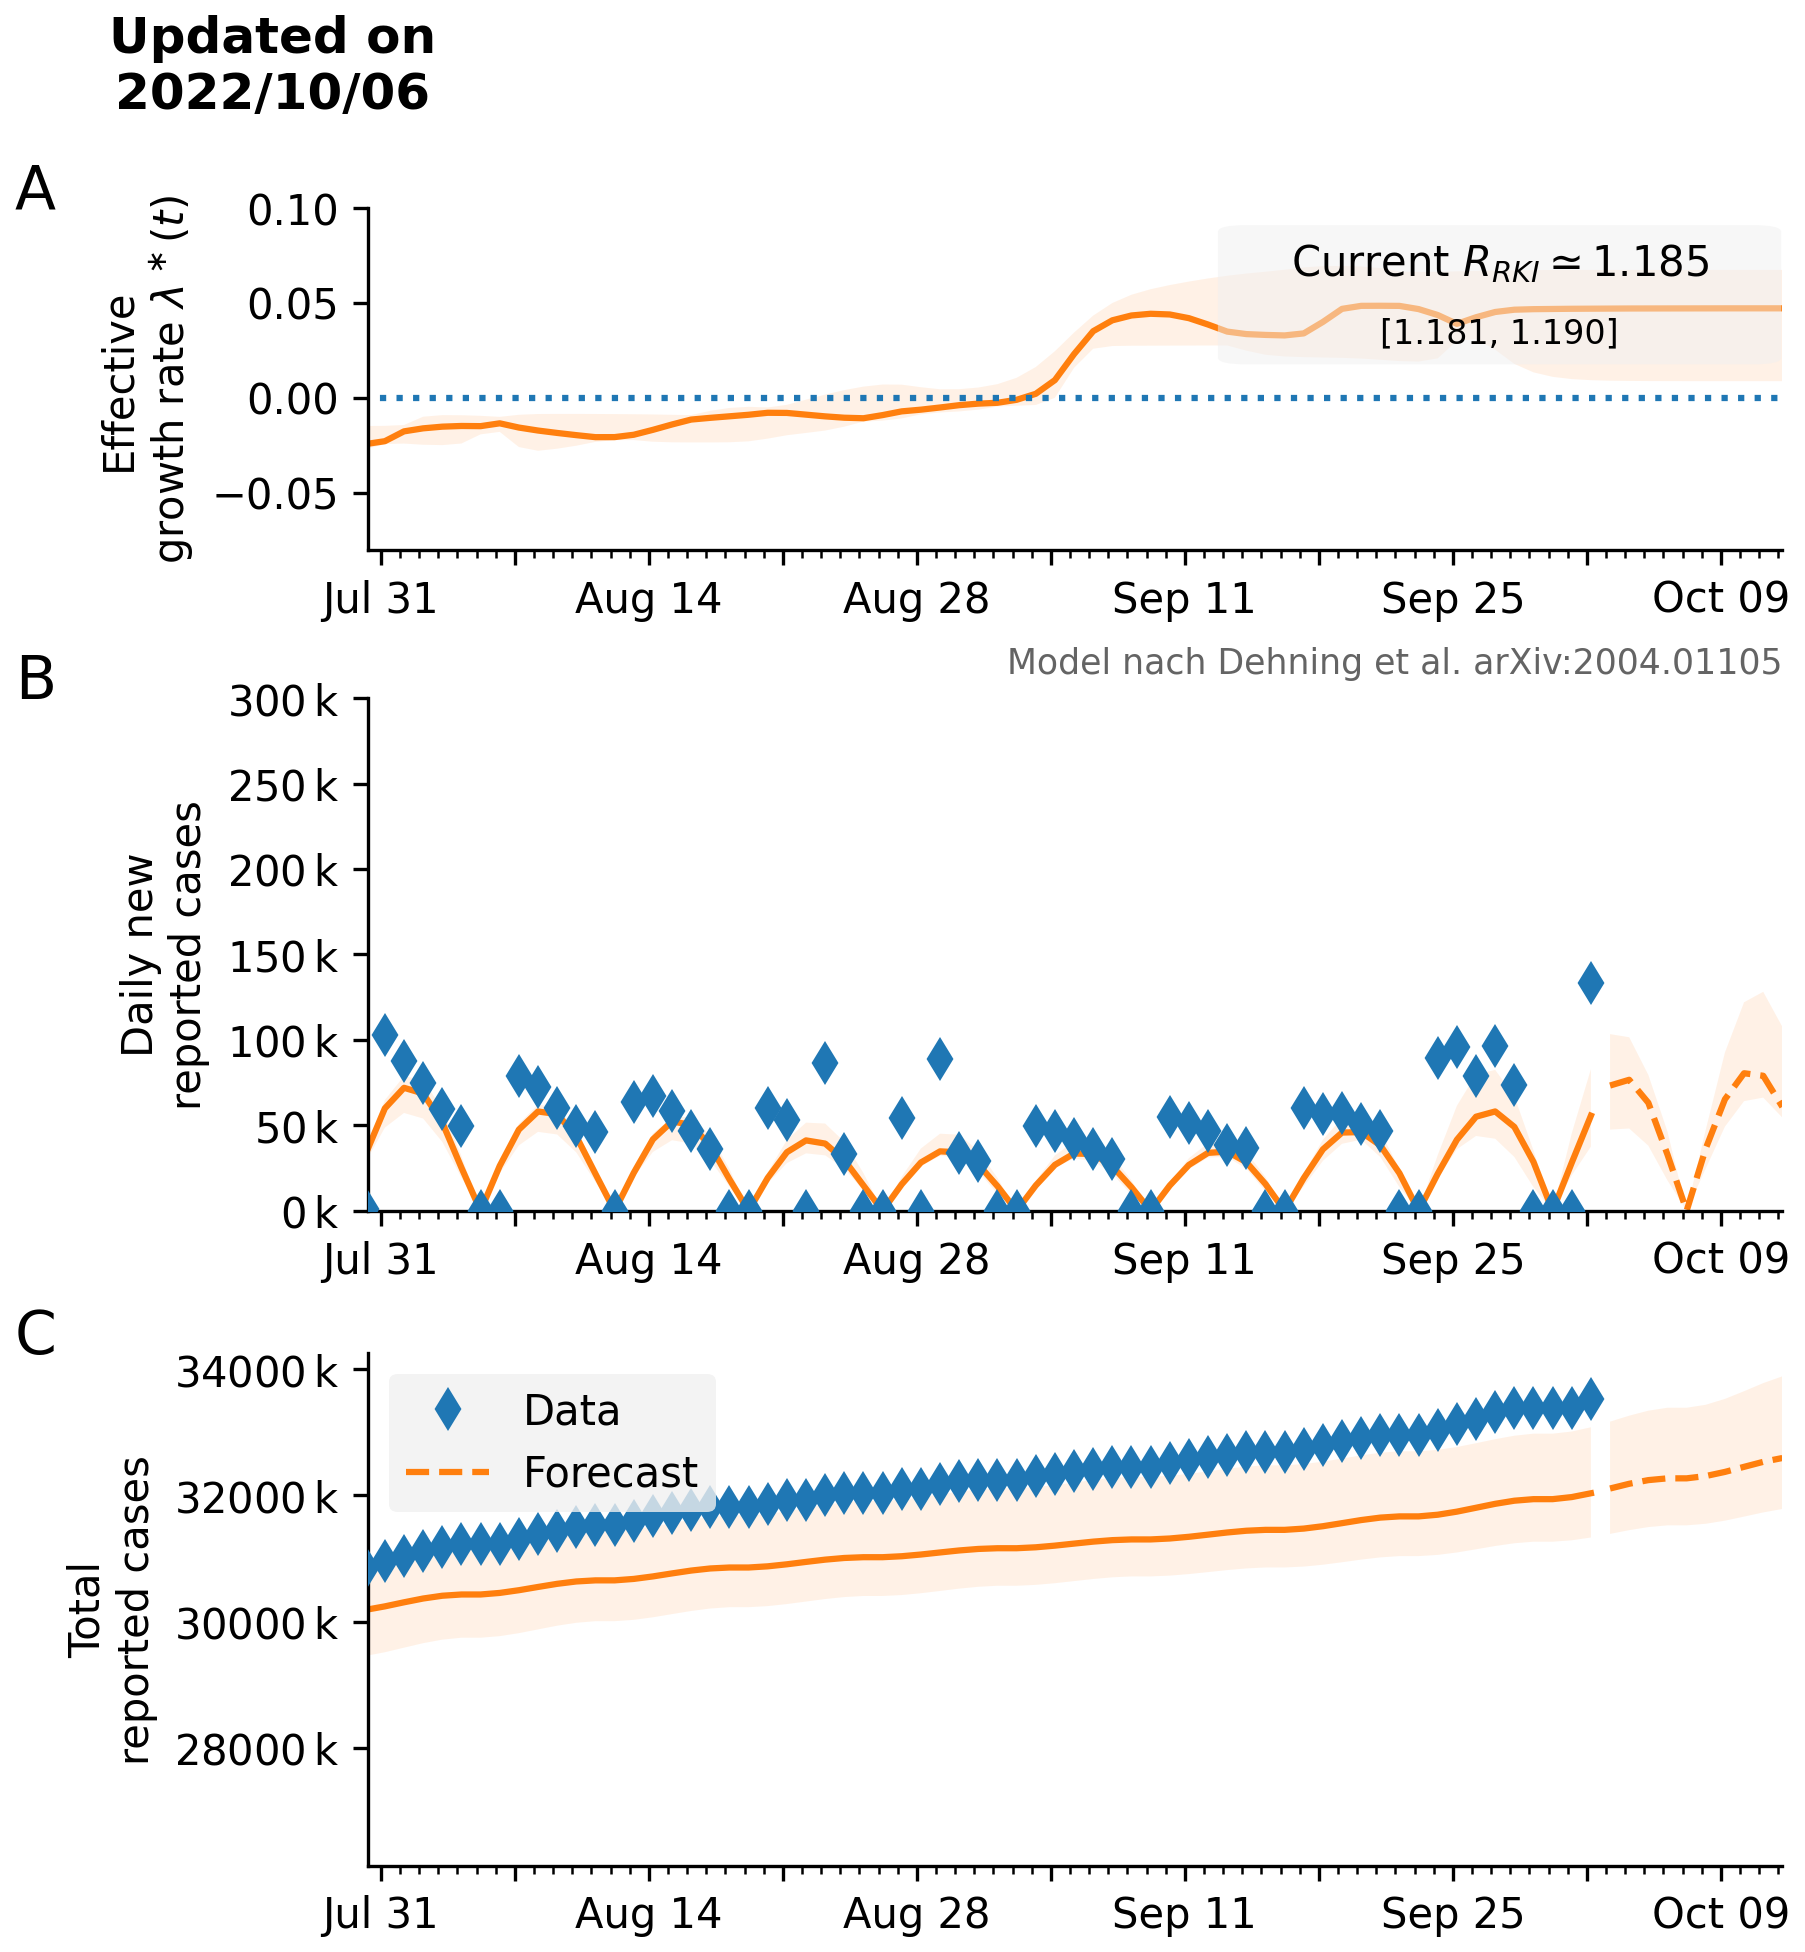 Updated on
2022/10/06
A
Effective
growth rate λ * (t)
0.10
0.05
0.00
−0.05
Current R_RKI ≃ 1.185
[1.181, 1.190]
Jul 31 Aug 14 Aug 28 Sep 11 Sep 25 Oct 09
Model nach Dehning et al. arXiv:2004.01105
B
Daily new
reported cases
300 k
250 k
200 k
150 k
100 k
50 k
0 k
Jul 31 Aug 14 Aug 28 Sep 11 Sep 25 Oct 09
C
Total
reported cases
34000 k
32000 k
30000 k
28000 k
Data
Forecast
Jul 31 Aug 14 Aug 28 Sep 11 Sep 25 Oct 09